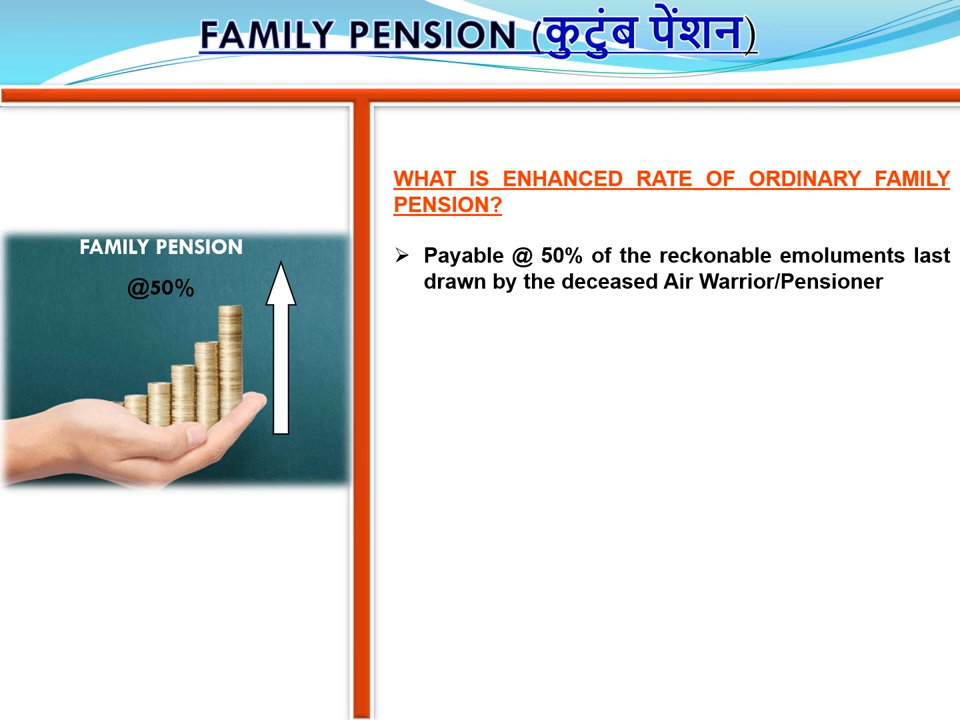 FAMILY PENSION (कुटुंब पेंशन)
WHAT IS ENHANCED RATE OF ORDINARY FAMILY
PENSION?
FAMILY PENSION
@50%
➢ Payable @ 50% of the reckonable emoluments last
drawn by the deceased Air Warrior/Pensioner